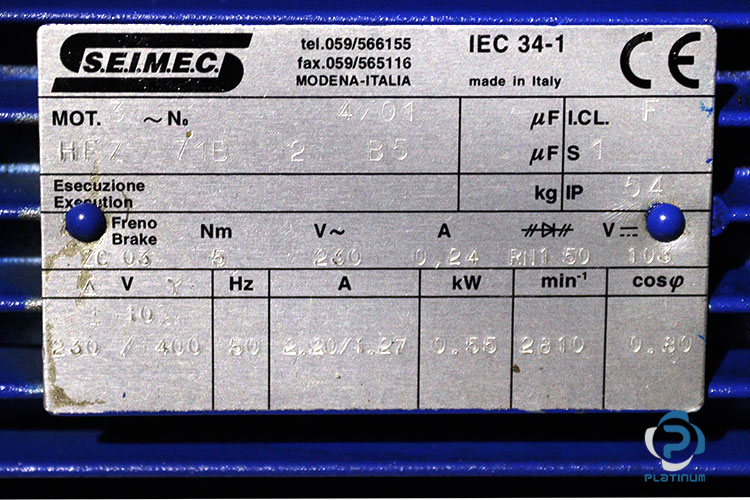 S.E.I.M.E.C.
tel.059/566155
fax.059/565116
MODENA-ITALIA
IEC 34-1
made in Italy
CE
MOT. 3 ~ No 4/01 µF I.CL. F
HFZ 71B 2 B5 µF S 1
Esecuzione
Execution
kg IP 54
Freno
Brake
Nm V~ A V
ZC 03 5 230 0,24 RN1 50 103
V Y Hz A kW min-1 cosφ
± 10
230 / 400 50 2.20/1.27 0.55 2810 0.80
P
PLATINUM